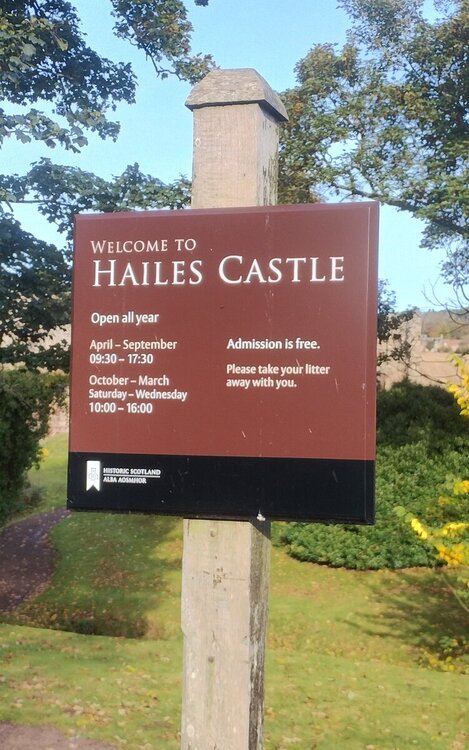 WELCOME TO
HAILES CASTLE
Open all year
April – September
09:30 – 17:30
October – March
Saturday – Wednesday
10:00 – 16:00
Admission is free.
Please take your litter
away with you.
HISTORIC SCOTLAND
ALBA AOSMHOR